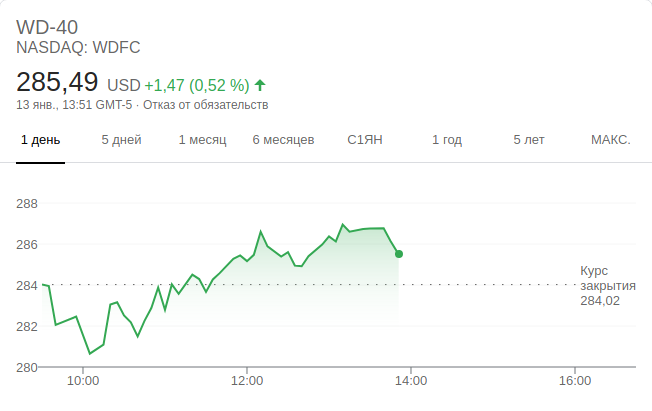 WD-40
NASDAQ: WDFC
285,49 USD +1,47 (0,52 %)
13 янв., 13:51 GMT-5 · Отказ от обязательств
1 день 5 дней 1 месяц 6 месяцев С1ЯН 1 год 5 лет МАКС.
288
286
284
282
280
Курс
закрытия
284,02
10:00 12:00 14:00 16:00